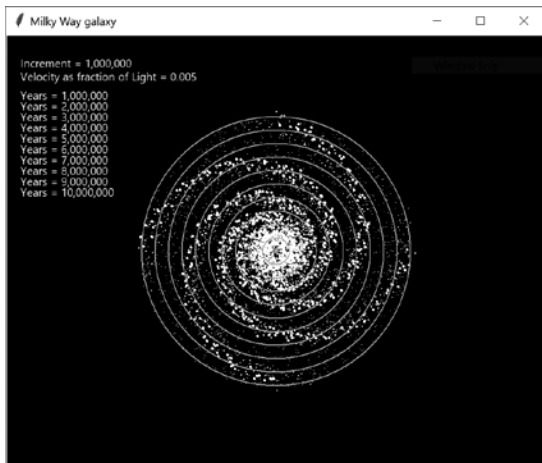 Milky Way galaxy
Increment = 1,000,000
Velocity as fraction of Light = 0.005
Years = 1,000,000
Years = 2,000,000
Years = 3,000,000
Years = 4,000,000
Years = 5,000,000
Years = 6,000,000
Years = 7,000,000
Years = 8,000,000
Years = 9,000,000
Years = 10,000,000